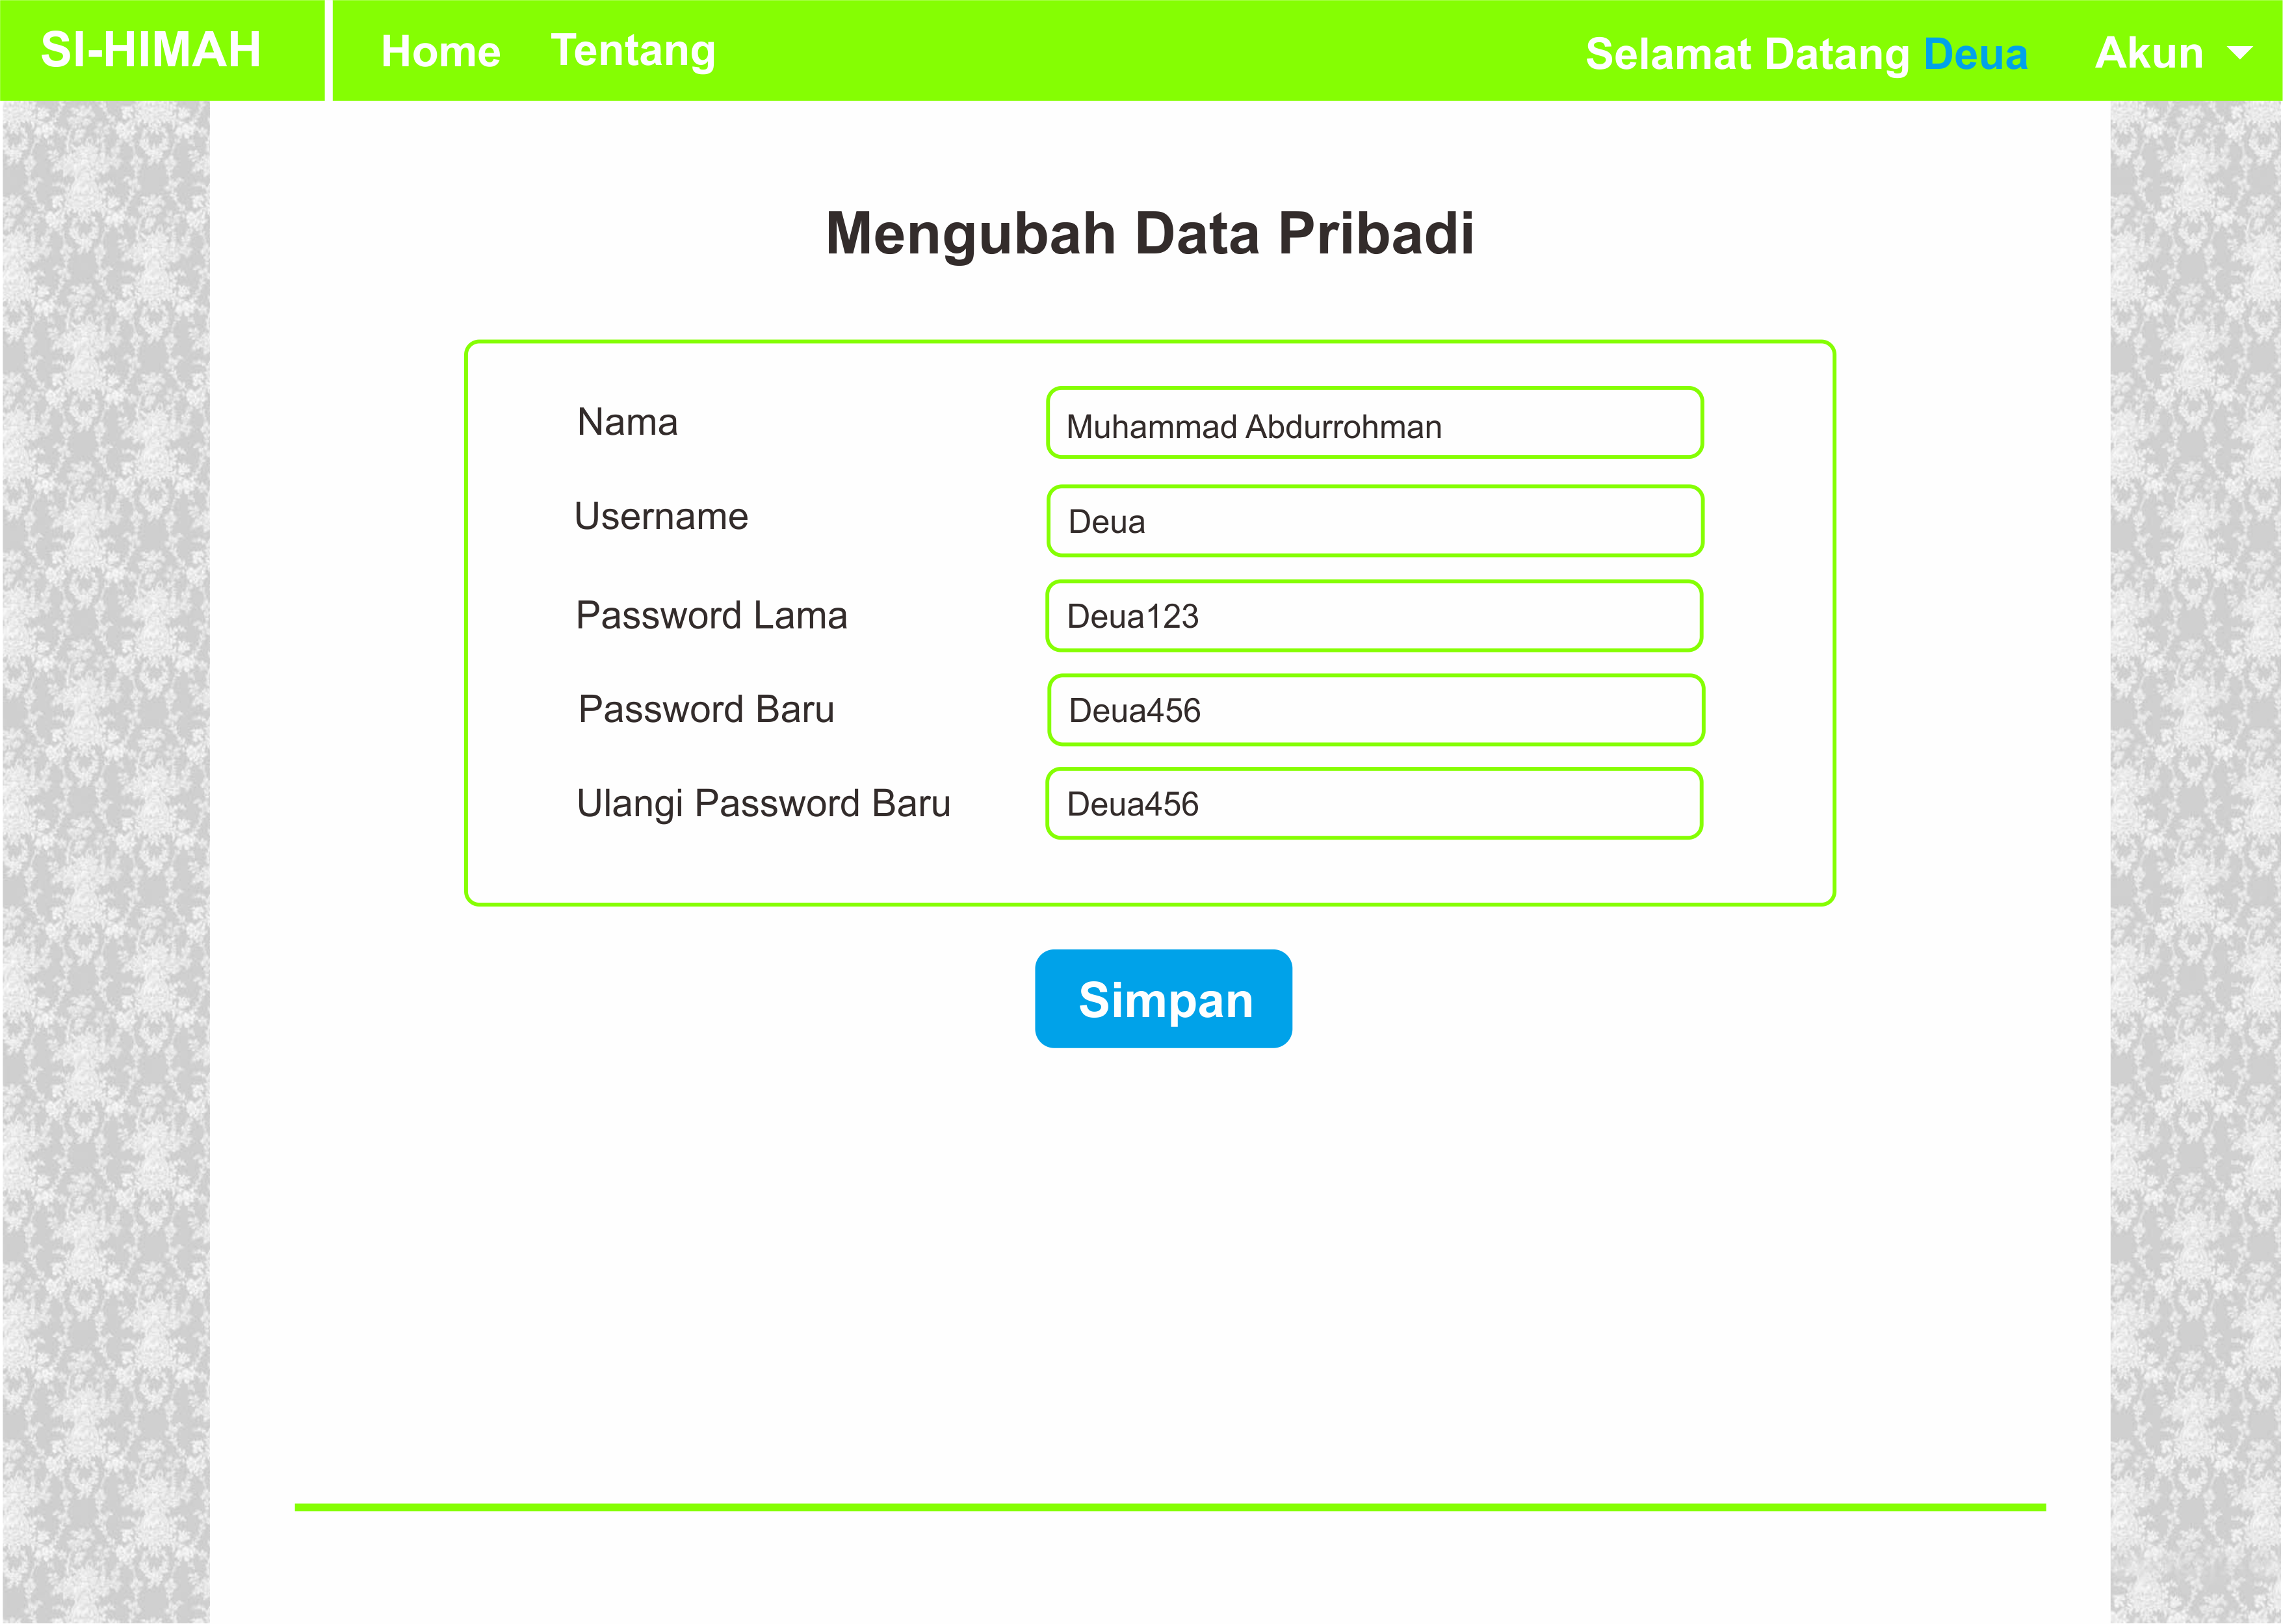 SI-HIMAH Home Tentang Selamat Datang Deua Akun
Mengubah Data Pribadi
Nama Muhammad Abdurrohman
Username Deua
Password Lama Deua123
Password Baru Deua456
Ulangi Password Baru Deua456
Simpan